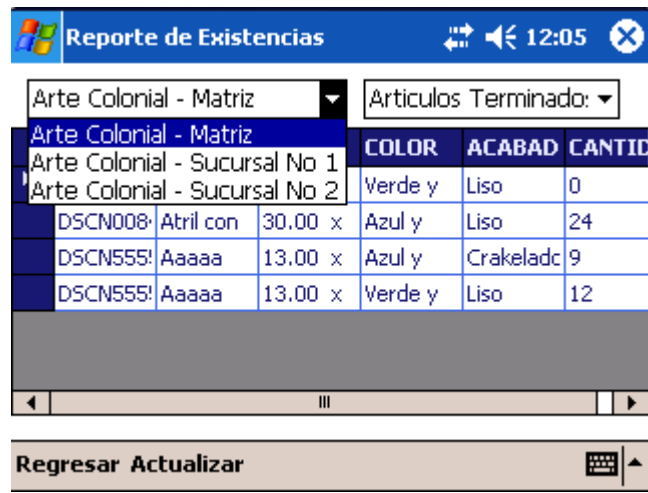 Reporte de Existencias 12:05
Arte Colonial - Matriz Articulos Terminado:
Arte Colonial - Matriz COLOR ACABAD CANTID
Arte Colonial - Sucursal No 1
Arte Colonial - Sucursal No 2 Verde y Liso 0
DSCN008 Atril con 30.00 x Azul y Liso 24
DSCN555 Aaaaa 13.00 x Azul y Crakelado 9
DSCN555 Aaaaa 13.00 x Verde y Liso 12
Regresar Actualizar